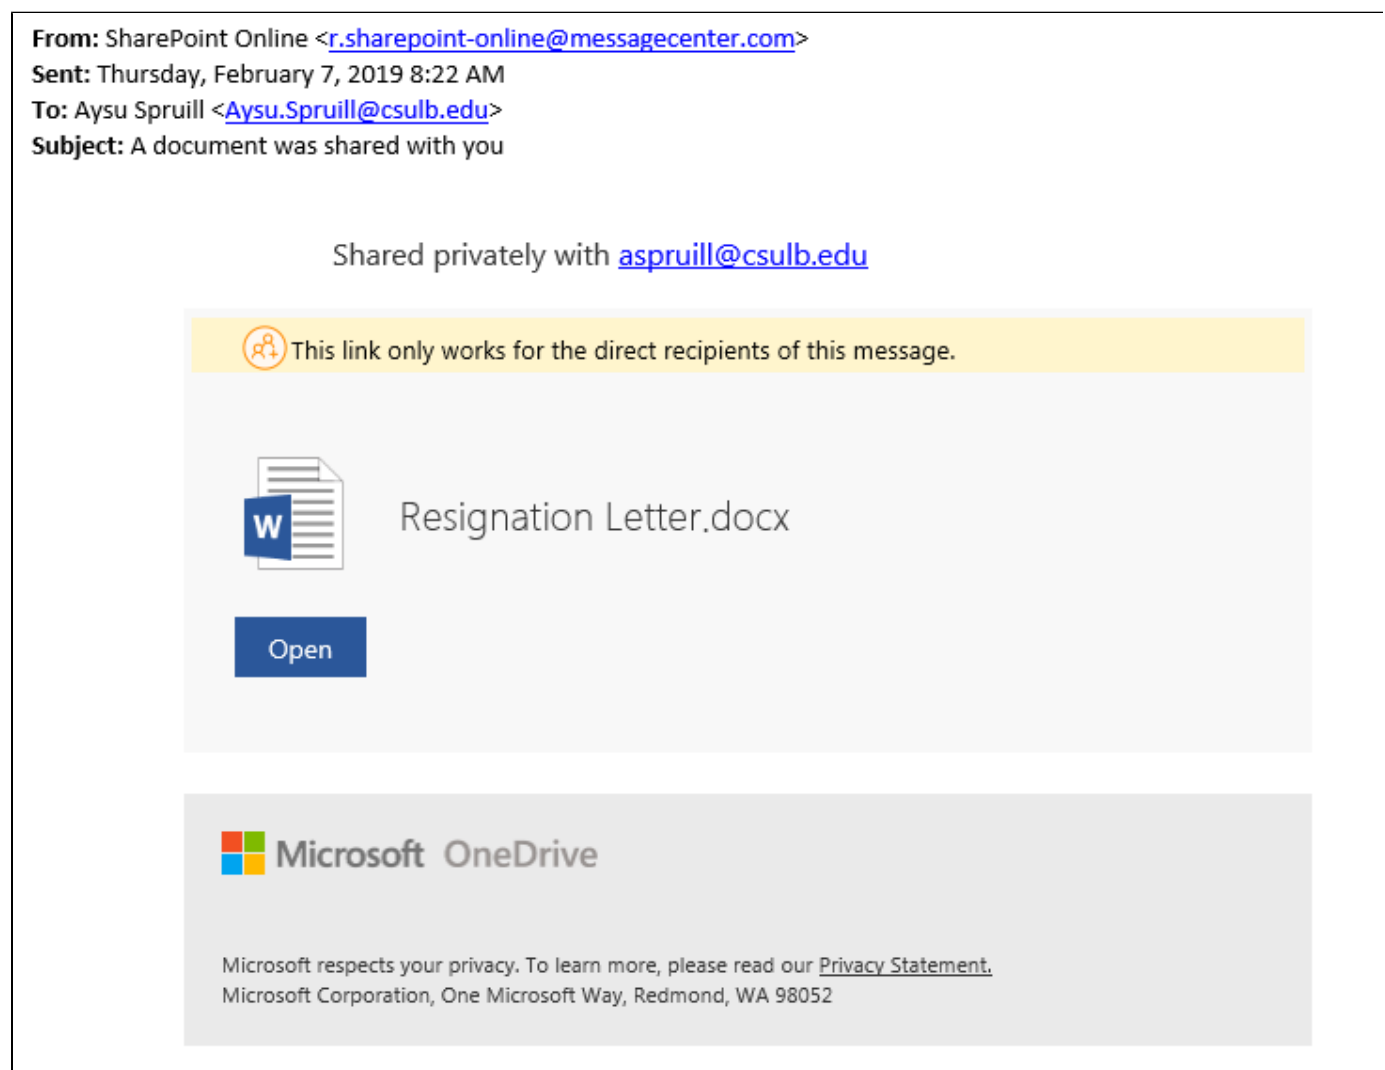 From: SharePoint Online <r.sharepoint-online@messagecenter.com>
Sent: Thursday, February 7, 2019 8:22 AM
To: Aysu Spruill <Aysu.Spruill@csulb.edu>
Subject: A document was shared with you
Shared privately with aspruill@csulb.edu
This link only works for the direct recipients of this message.
W
Resignation Letter.docx
Open
Microsoft OneDrive
Microsoft respects your privacy. To learn more, please read our Privacy Statement.
Microsoft Corporation, One Microsoft Way, Redmond, WA 98052